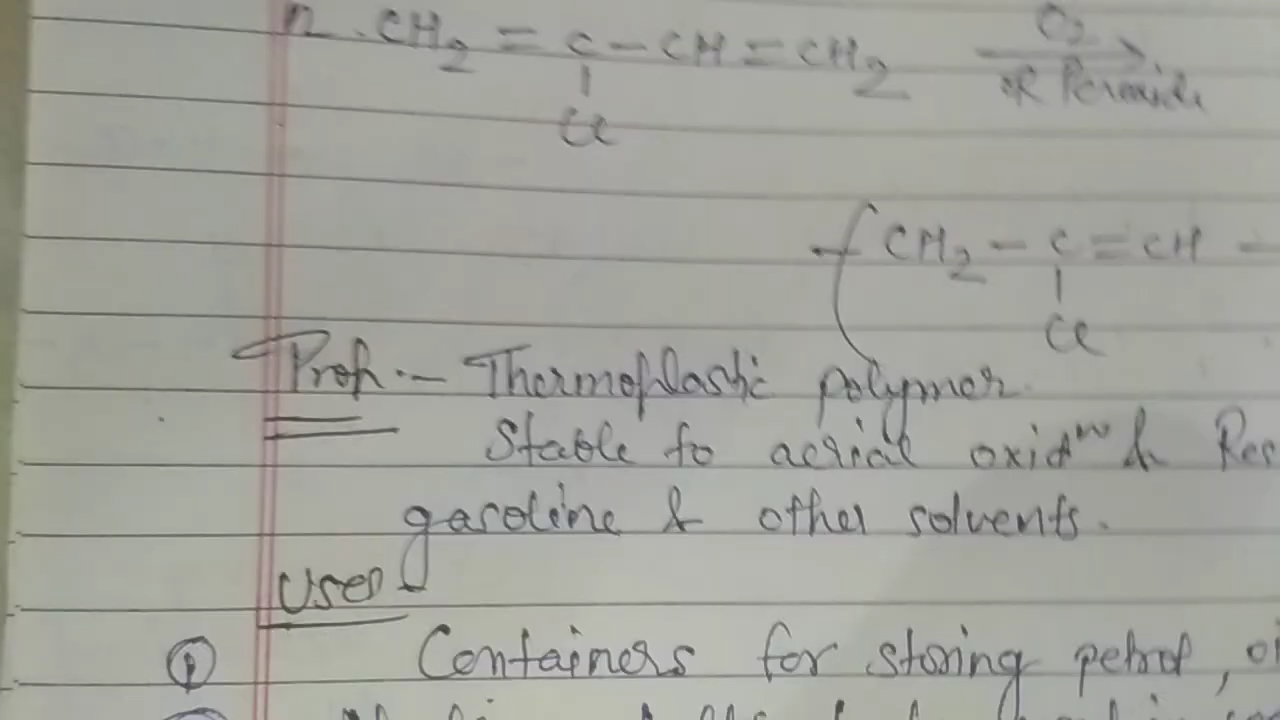 n. CH2 = C - CH = CH2 O2
or Peroxide
Cl
( CH2 - C = CH -
Cl
Prop. - Thermoplastic polymer
Stable to aerial oxidn & Res
gasoline & other solvents.
Uses -
① Containers for storing petrol, oi